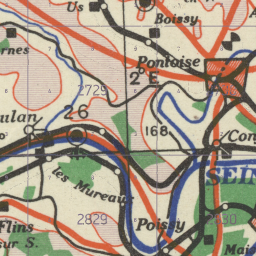 Us
Boissy
rnes
Pontoise
2 E
2729
ulan
26
168
Con
les Mureaux
SEIN
Flins
sur S.
2829
Poissy
30
Mai